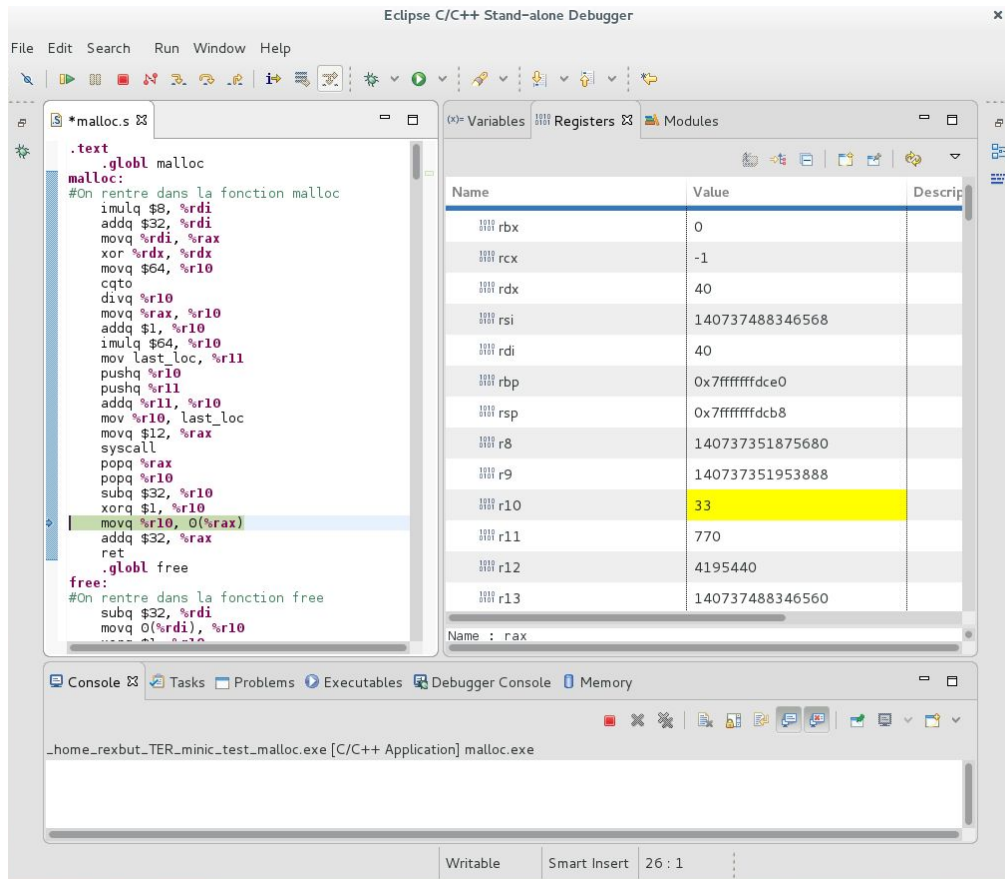 Eclipse C/C++ Stand-alone Debugger
File Edit Search Run Window Help
*malloc.s
.text
.globl malloc
malloc:
#On rentre dans la fonction malloc
imulq $8, %rdi
addq $32, %rdi
movq %rdi, %rax
xor %rdx, %rdx
movq $64, %r10
cqto
divq %r10
movq %rax, %r10
addq $1, %r10
imulq $64, %r10
mov last_loc, %r11
pushq %r10
pushq %r11
addq %r11, %r10
mov %r10, last_loc
movq $12, %rax
syscall
popq %rax
popq %r10
subq $32, %r10
xorq $1, %r10
movq %r10, 0(%rax)
addq $32, %rax
ret
.globl free
free:
#On rentre dans la fonction free
subq $32, %rdi
movq 0(%rdi), %r10
(x)= Variables Registers Modules
Name Value Descrip
rbx 0
rcx -1
rdx 40
rsi 140737488346568
rdi 40
rbp 0x7fffffffdce0
rsp 0x7fffffffdcb8
r8 140737351875680
r9 140737351953888
r10 33
r11 770
r12 4195440
r13 140737488346560
Name : rax
Console Tasks Problems Executables Debugger Console Memory
_home_rexbut_TER_minic_test_malloc.exe [C/C++ Application] malloc.exe
Writable Smart Insert 26 : 1